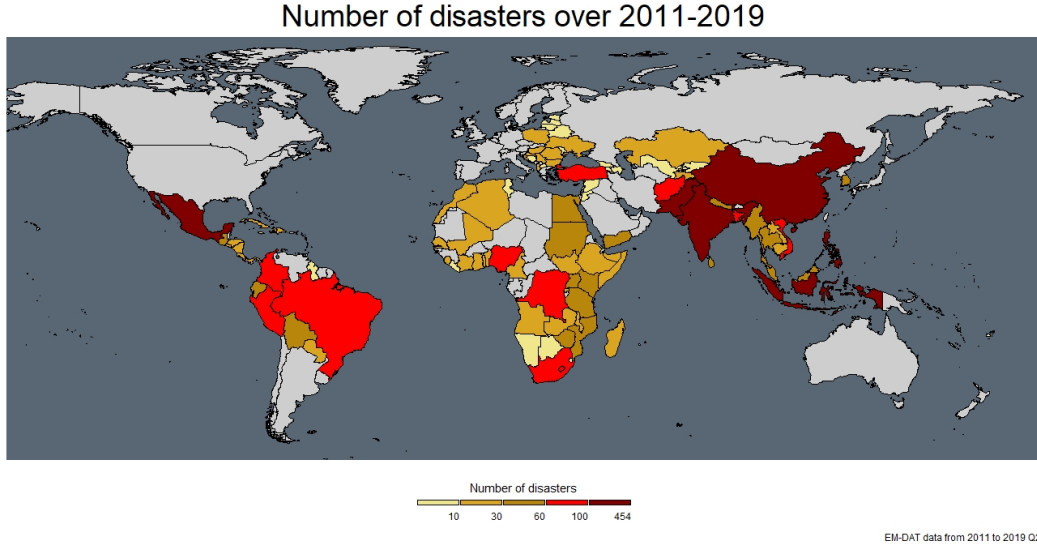 Number of disasters over 2011-2019
Number of disasters
10 30 60 100 454
EM-DAT data from 2011 to 2019 Q2